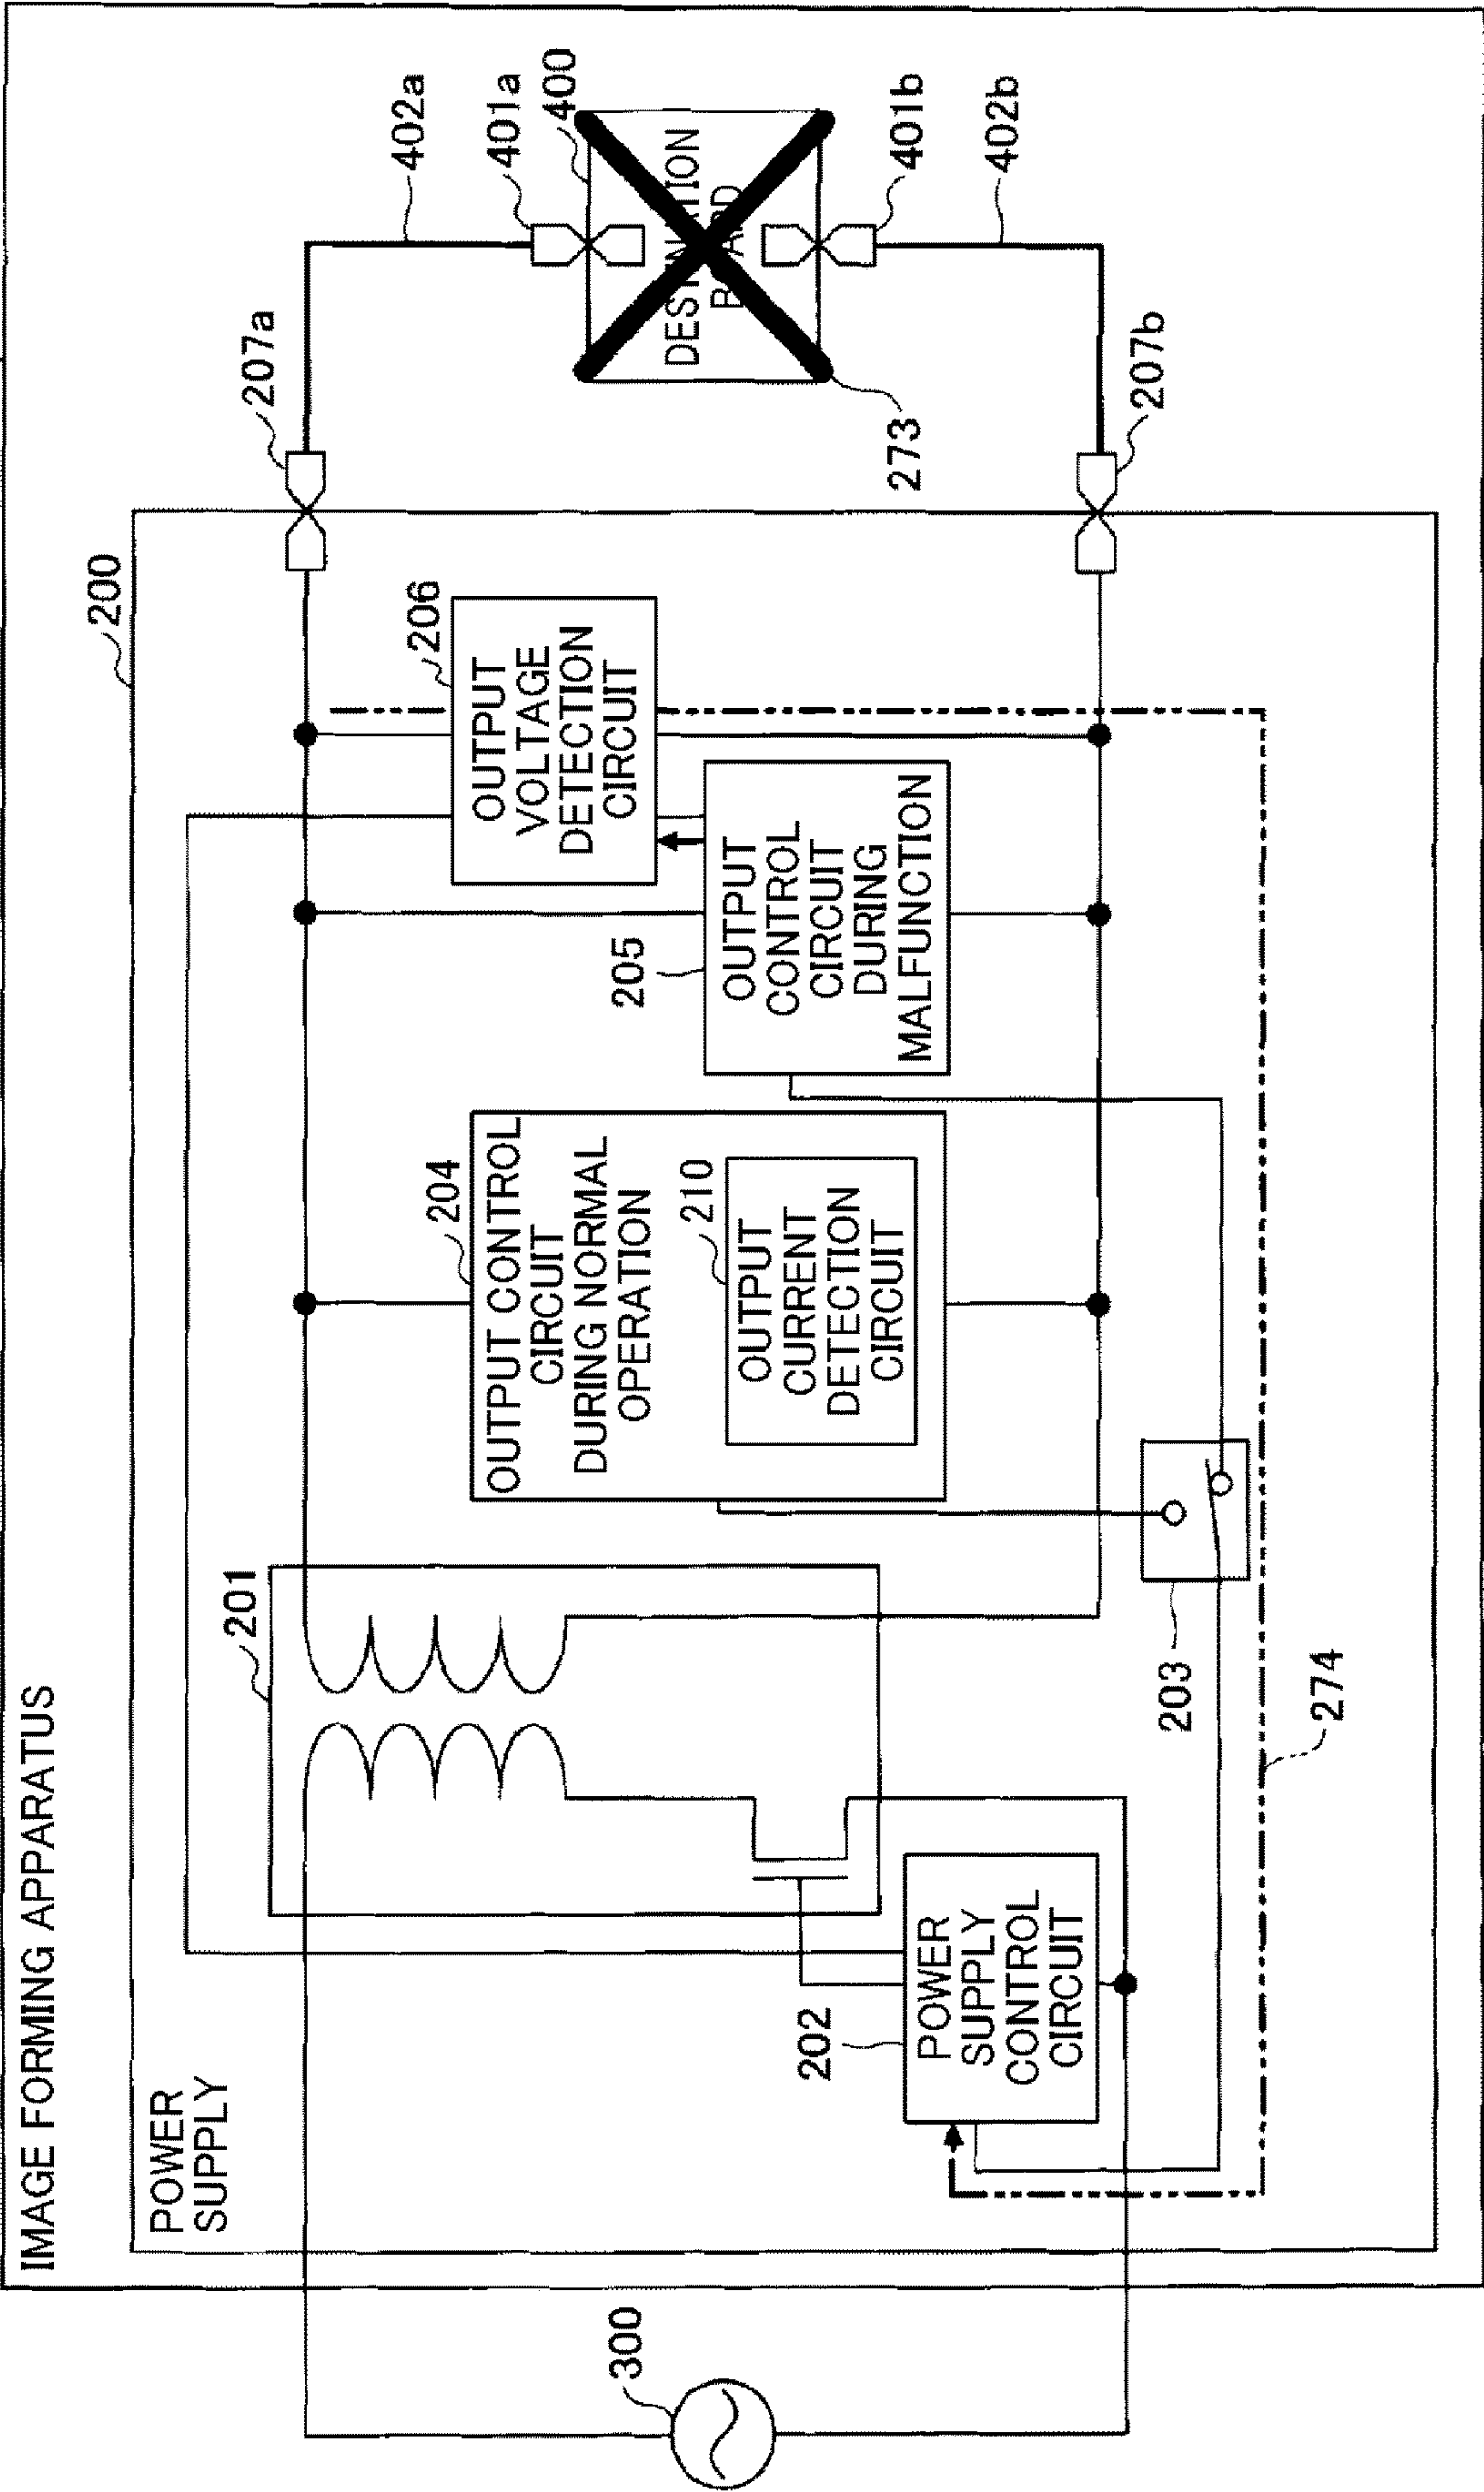 IMAGE FORMING APPARATUS
POWER
SUPPLY
200
201
207a
402a
401a
400
DESTINATION
BOARD
401b
402b
273
207b
206
OUTPUT
VOLTAGE
DETECTION
CIRCUIT
205
OUTPUT
CONTROL
CIRCUIT
DURING
MALFUNCTION
204
OUTPUT CONTROL
CIRCUIT
DURING NORMAL
OPERATION
210
OUTPUT
CURRENT
DETECTION
CIRCUIT
202
POWER
SUPPLY
CONTROL
CIRCUIT
203
274
300